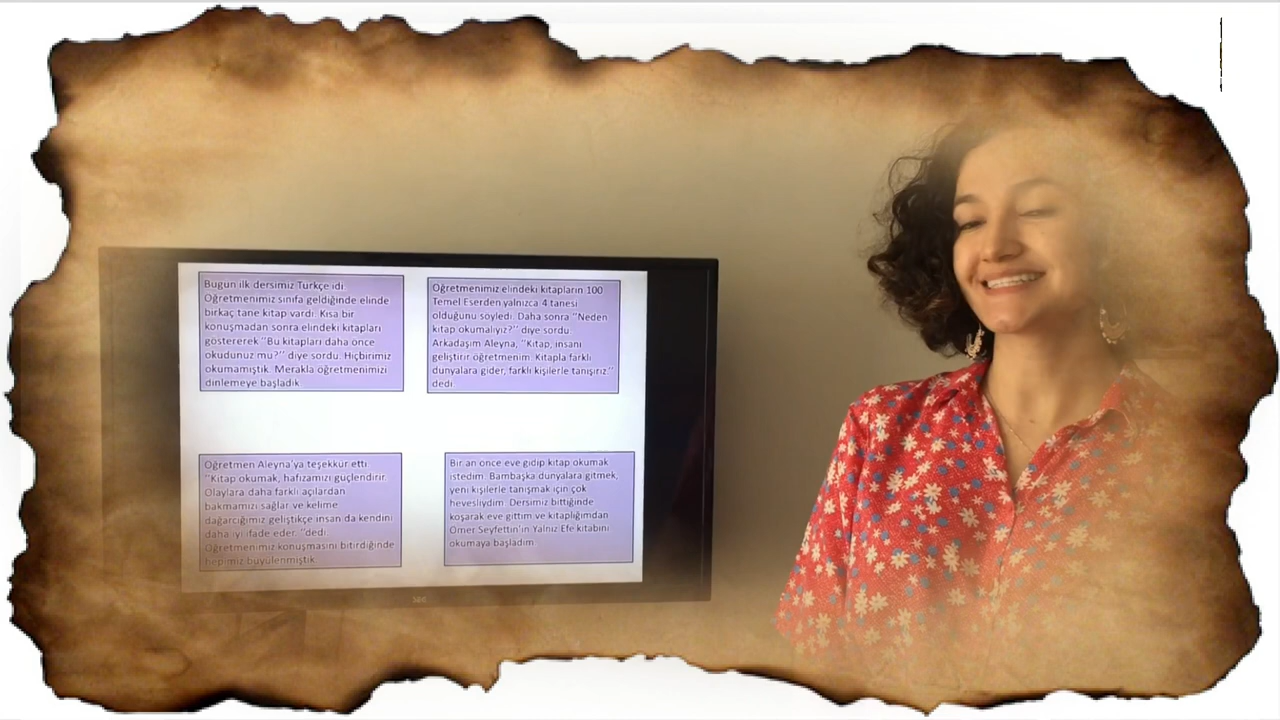 Bugün ilk dersimiz Türkçe idi.
Öğretmenimiz sınıfa geldiğinde elinde
birkaç tane kitap vardı. Kısa bir
konuşmadan sonra elindeki kitapları
göstererek ‘‘Bu kitapları daha önce
okudunuz mu?’’ diye sordu. Hiçbirimiz
okumamıştık. Merakla öğretmenimizi
dinlemeye başladık.
Öğretmenimiz elindeki kitapların 100
Temel Eserden yalnızca 4 tanesi
olduğunu söyledi. Daha sonra ‘‘Neden
kitap okumalıyız?’’ diye sordu.
Arkadaşım Aleyna, ‘‘Kitap, insanı
geliştirir öğretmenim. Kitapla farklı
dünyalara gider, farklı kişilerle tanışırız.’’
dedi.
Öğretmen Aleyna’ya teşekkür etti.
‘‘Kitap okumak, hafızamızı güçlendirir.
Olaylara daha farklı açılardan
bakmamızı sağlar ve kelime
dağarcığımız geliştikçe insan da kendini
daha iyi ifade eder. ‘‘dedi.
Öğretmenimiz konuşmasını bitirdiğinde
hepimiz büyülenmiştik.
Bir an önce eve gidip kitap okumak
istedim. Bambaşka dünyalara gitmek,
yeni kişilerle tanışmak için çok
hevesliydim. Dersimiz bittiğinde
koşarak eve gittim ve kitaplığımdan
Ömer Seyfettin’in Yalnız Efe kitabını
okumaya başladım.